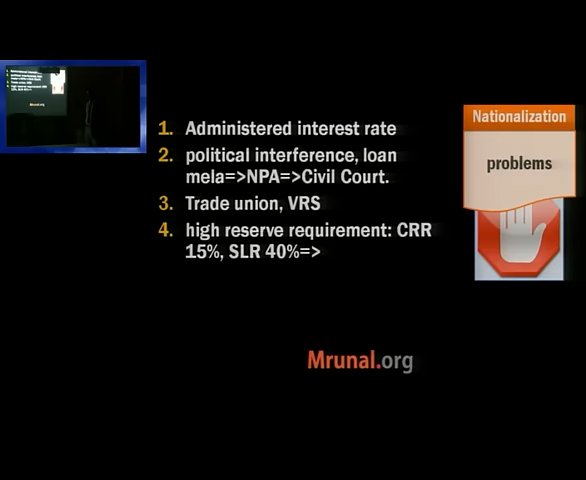 1. Administered interest rate
2. political interference, loan
mela=>NPA=>Civil Court.
3. Trade union, VRS
4. high reserve requirement: CRR
15%, SLR 40%=>
Nationalization
problems
Mrunal.org